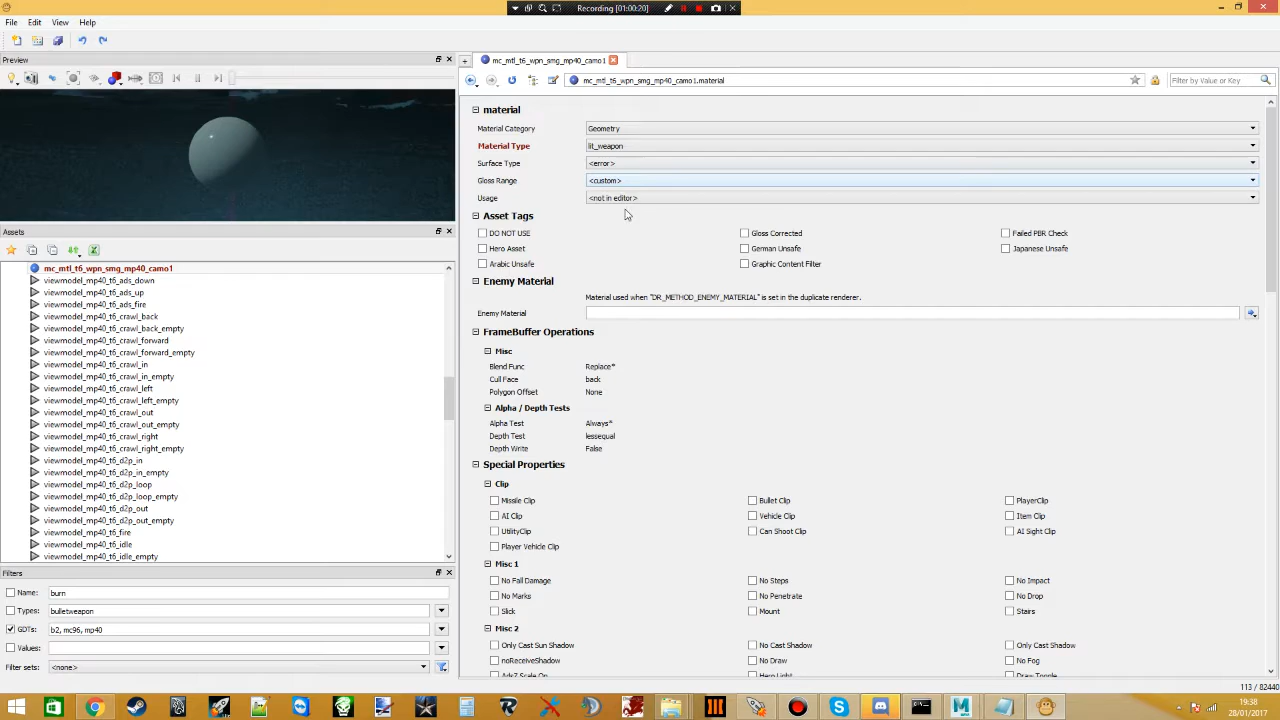 Recording [01:00:20]
File Edit View Help
Preview
Assets
mc_mtl_t6_wpn_smg_mp40_camo1
viewmodel_mp40_t6_ads_down
viewmodel_mp40_t6_ads_up
viewmodel_mp40_t6_ads_fire
viewmodel_mp40_t6_crawl_back
viewmodel_mp40_t6_crawl_back_empty
viewmodel_mp40_t6_crawl_forward
viewmodel_mp40_t6_crawl_forward_empty
viewmodel_mp40_t6_crawl_in
viewmodel_mp40_t6_crawl_in_empty
viewmodel_mp40_t6_crawl_left
viewmodel_mp40_t6_crawl_left_empty
viewmodel_mp40_t6_crawl_out
viewmodel_mp40_t6_crawl_out_empty
viewmodel_mp40_t6_crawl_right
viewmodel_mp40_t6_crawl_right_empty
viewmodel_mp40_t6_d2p_in
viewmodel_mp40_t6_d2p_in_empty
viewmodel_mp40_t6_d2p_loop
viewmodel_mp40_t6_d2p_loop_empty
viewmodel_mp40_t6_d2p_out
viewmodel_mp40_t6_d2p_out_empty
viewmodel_mp40_t6_fire
viewmodel_mp40_t6_idle
viewmodel_mp40_t6_idle_empty
Filters
Name: burn
Types: bulletweapon
GDTs: b2, mc96, mp40
Values:
Filter sets: <none>
mc_mtl_t6_wpn_smg_mp40_camo1
mc_mtl_t6_wpn_smg_mp40_camo1.material
Filter by Value or Key
material
Material Category Geometry
Material Type lit_weapon
Surface Type <error>
Gloss Range <custom>
Usage <not in editor>
Asset Tags
DO NOT USE Gloss Corrected Failed PBR Check
Hero Asset German Unsafe Japanese Unsafe
Arabic Unsafe Graphic Content Filter
Enemy Material
Material used when "DR_METHOD_ENEMY_MATERIAL" is set in the duplicate renderer.
Enemy Material
FrameBuffer Operations
Misc
Blend Func Replace*
Cull Face back
Polygon Offset None
Alpha / Depth Tests
Alpha Test Always*
Depth Test lessequal
Depth Write False
Special Properties
Clip
Missile Clip Bullet Clip PlayerClip
AI Clip Vehicle Clip Item Clip
UtilityClip Can Shoot Clip AI Sight Clip
Player Vehicle Clip
Misc 1
No Fall Damage No Steps No Impact
No Marks No Penetrate No Drop
Slick Mount Stairs
Misc 2
Only Cast Sun Shadow No Cast Shadow Only Cast Shadow
noReceiveShadow No Draw No Fog
113 / 82440
19:38
28/01/2017